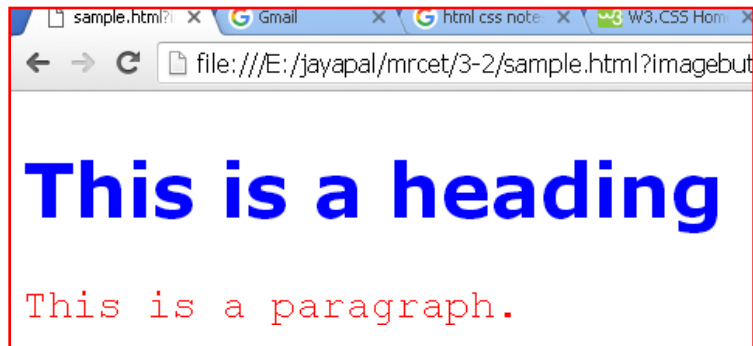 sample.html?i Gmail html css note W3.CSS Hom
file:///E:/jayapal/mrcet/3-2/sample.html?imagebut
This is a heading
This is a paragraph.